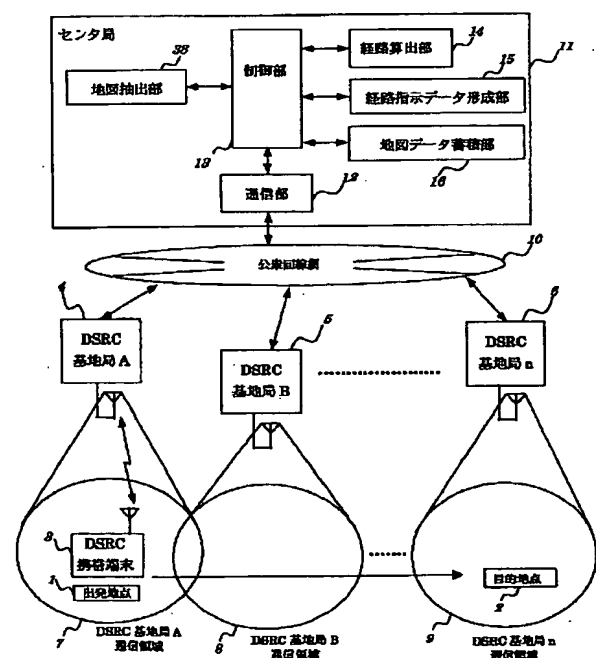 センタ局
38
地図抽出部
制御部
13
経路算出部
14
経路指示データ形成部
15
11
地図データ蓄積部
16
通信部
12
公衆回線網
10
4
DSRC
基地局 A
5
DSRC
基地局 B
6
DSRC
基地局 n
3
DSRC
携帯端末
1
出発地点
7
DSRC 基地局 A
通信領域
8
DSRC 基地局 B
通信領域
目的地点
2
9
DSRC 基地局 n
通信領域